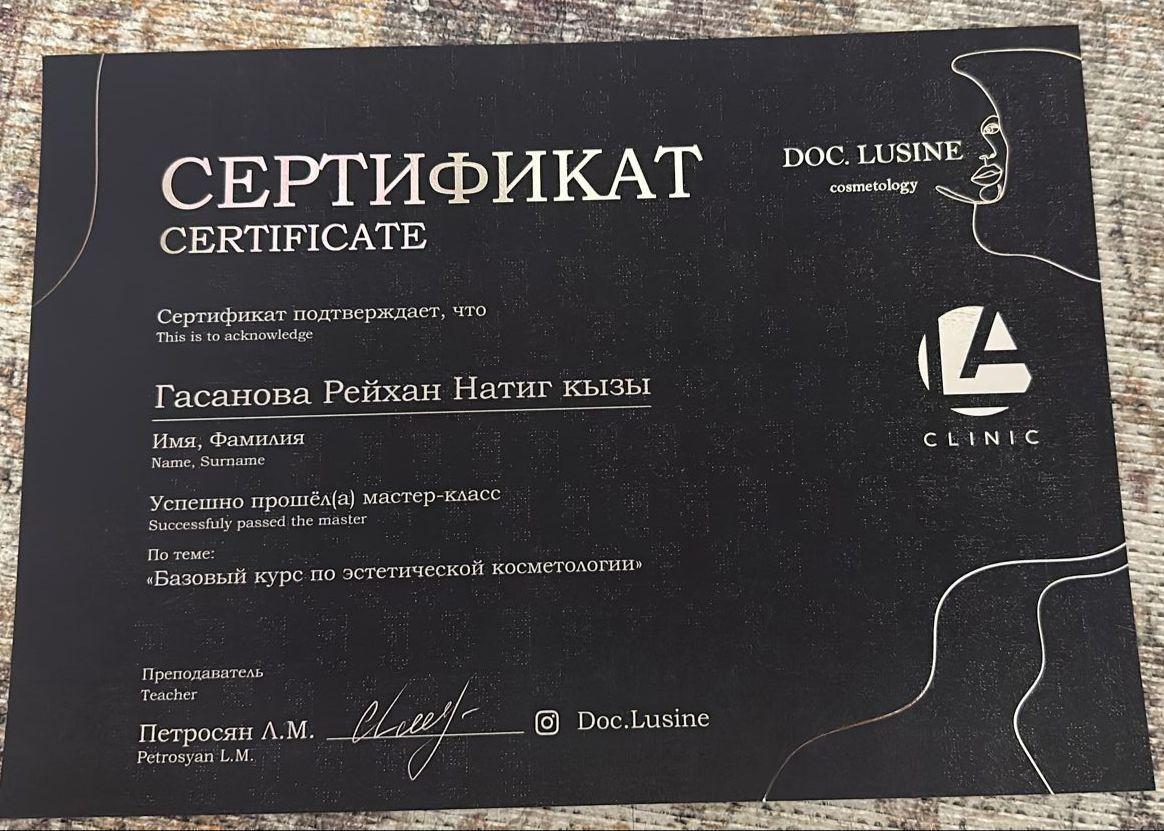 СЕРТИФИКАТ
CERTIFICATE
DOC. LUSINE
cosmetology
Сертификат подтверждает, что
This is to acknowledge
LA
CLINIC
Гасанова Рейхан Натиг кызы
Имя, Фамилия
Name, Surname
Успешно прошёл(а) мастер-класс
Successfuly passed the master
По теме:
«Базовый курс по эстетической косметологии»
Преподаватель
Teacher
Петросян Л.М.
Petrosyan L.M.
Doc.Lusine